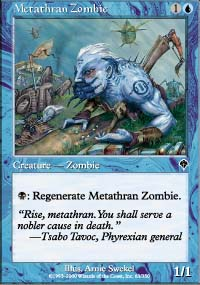 Metathran Zombie 1
Creature — Zombie
: Regenerate Metathran Zombie.
"Rise, metathran. You shall serve a
nobler cause in death."
—Tsabo Tavoc, Phyrexian general
Illus. Arnie Swekel
1/1